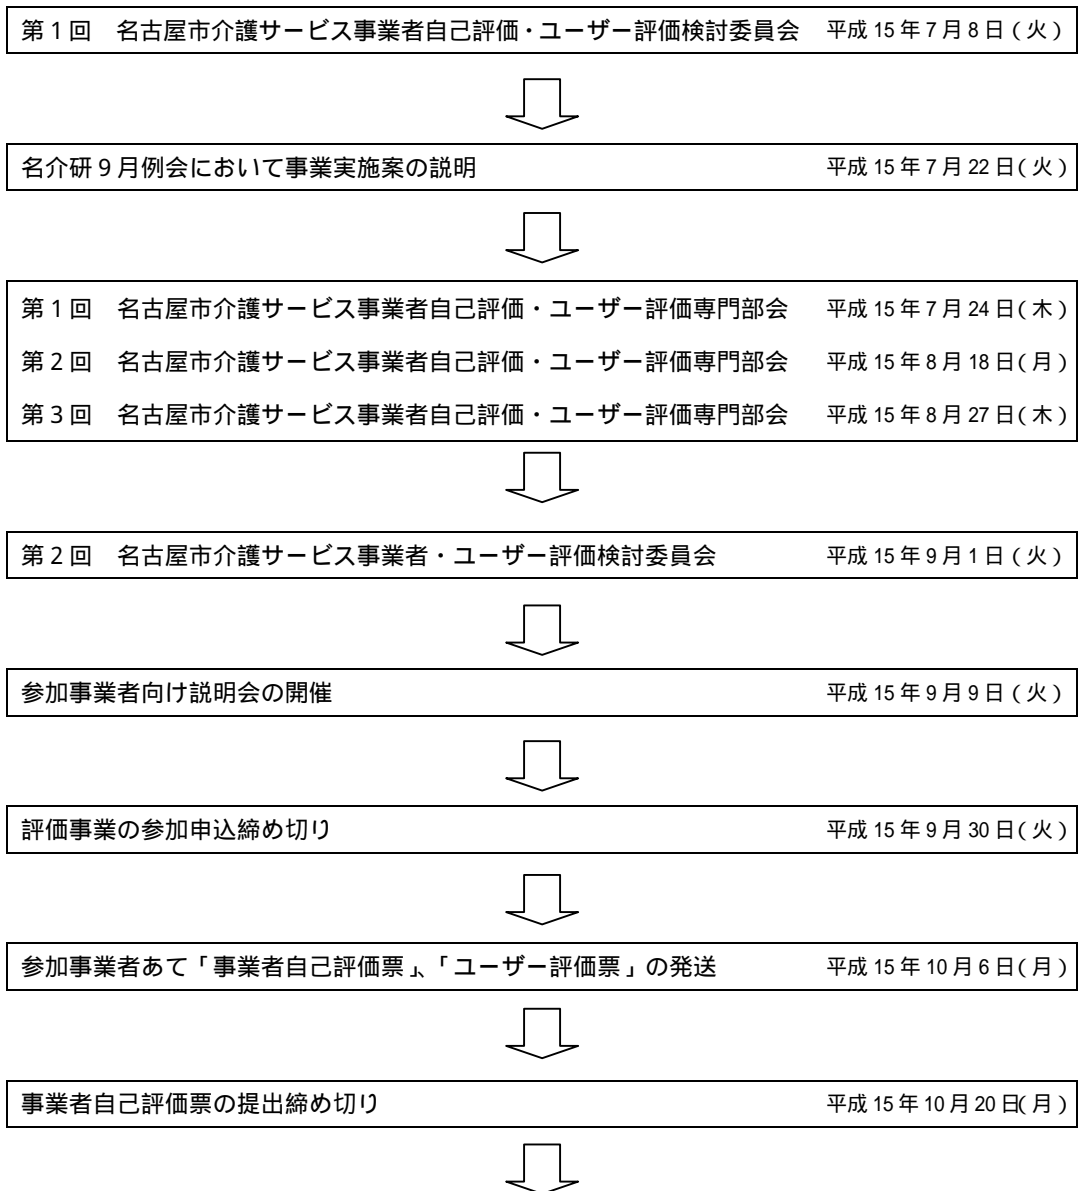 第1回 名古屋市介護サービス事業者自己評価・ユーザー評価検討委員会 平成15年7月8日(火)
名介研9月例会において事業実施案の説明 平成15年7月22日(火)
第1回 名古屋市介護サービス事業者自己評価・ユーザー評価専門部会 平成15年7月24日(木)
第2回 名古屋市介護サービス事業者自己評価・ユーザー評価専門部会 平成15年8月18日(月)
第3回 名古屋市介護サービス事業者自己評価・ユーザー評価専門部会 平成15年8月27日(木)
第2回 名古屋市介護サービス事業者・ユーザー評価検討委員会 平成15年9月1日(火)
参加事業者向け説明会の開催 平成15年9月9日(火)
評価事業の参加申込締め切り 平成15年9月30日(火)
参加事業者あて「事業者自己評価票」、「ユーザー評価票」の発送 平成15年10月6日(月)
事業者自己評価票の提出締め切り 平成15年10月20日(月)